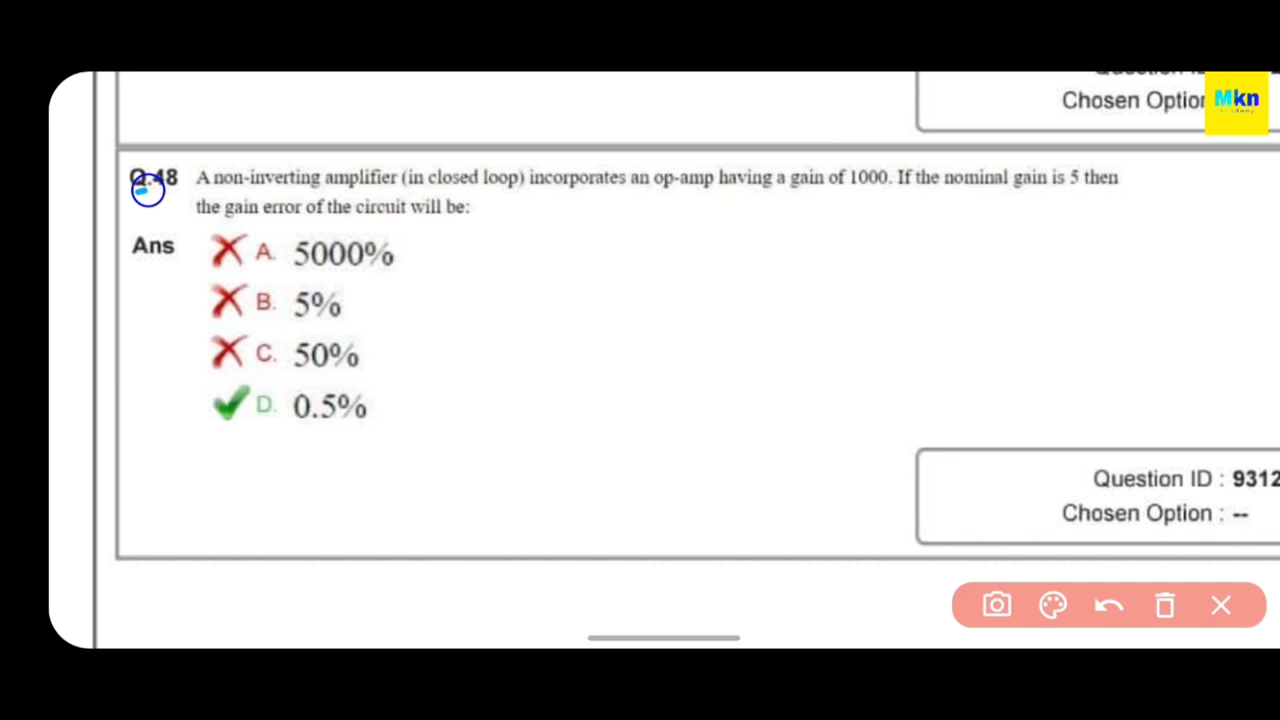 Chosen Option
Mkn
Q.48 A non-inverting amplifier (in closed loop) incorporates an op-amp having a gain of 1000. If the nominal gain is 5 then
the gain error of the circuit will be:
Ans A. 5000%
B. 5%
C. 50%
D. 0.5%
Question ID : 9312
Chosen Option : --